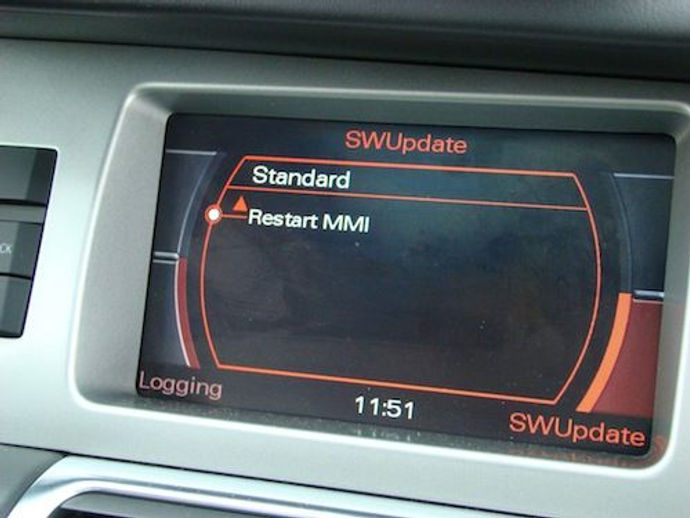 SWUpdate
Standard
Restart MMI
Logging
11:51
SWUpdate